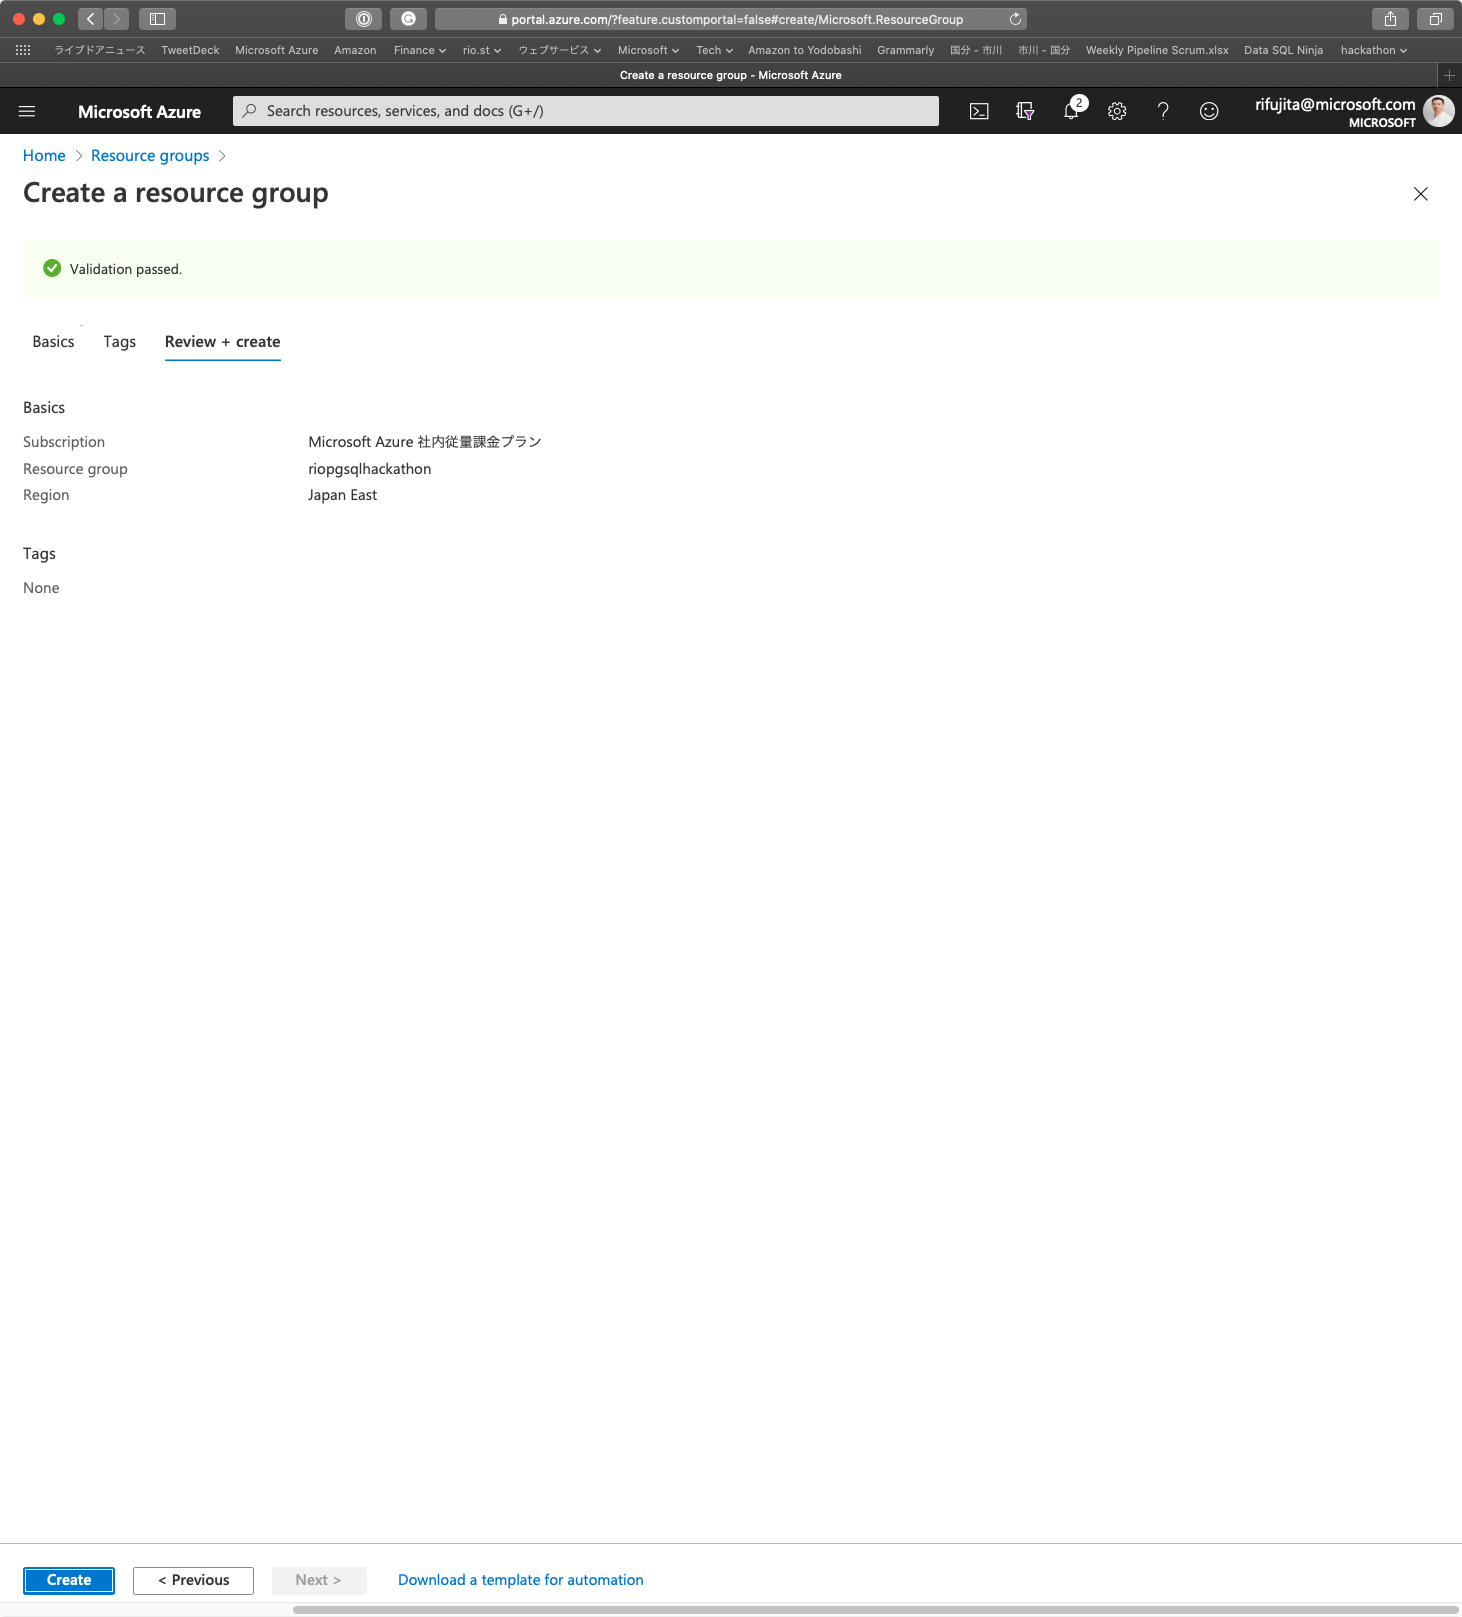 portal.azure.com/?feature.customportal=false#create/Microsoft.ResourceGroup
ライブドアニュース TweetDeck Microsoft Azure Amazon Finance rio.st ウェブサービス Microsoft Tech Amazon to Yodobashi Grammarly 国分 - 市川 市川 - 国分 Weekly Pipeline Scrum.xlsx Data SQL Ninja hackathon
Create a resource group - Microsoft Azure
Microsoft Azure Search resources, services, and docs (G+/) 2 rifujita@microsoft.com
MICROSOFT
Home > Resource groups >
Create a resource group
Validation passed.
Basics Tags Review + create
Basics
Subscription Microsoft Azure 社内従量課金プラン
Resource group riopgsqlhackathon
Region Japan East
Tags
None
Create < Previous Next > Download a template for automation